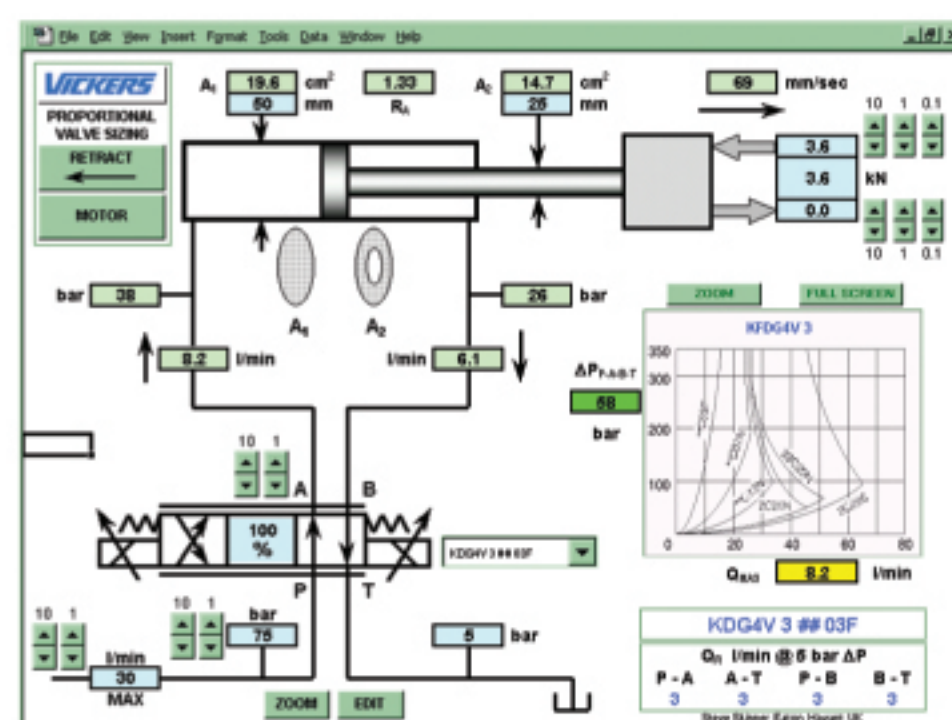 File Edit View Insert Format Tools Data Window Help
VICKERS
PROPORTIONAL
VALVE SIZING
RETRACT
MOTOR
A₁ 19.6 cm²
50 mm
1.33
R_A
A₂ 14.7 cm²
25 mm
69 mm/sec
10 1 0.1
3.6
3.6 kN
0.0
10 1 0.1
bar 38
26 bar
A₁ A₂
8.2 l/min
l/min 6.1
ZOOM FULL SCREEN
KFDG4V 3
ΔP P-A/B-T
58
bar
350
300
200
100
0 20 40 60 80
Q MAX 8.2 l/min
10 1
A B
100
%
KDG4V 3 ## 03F
P T
10 1
10 1
bar
75
5 bar
l/min
30
MAX
ZOOM EDIT
KDG4V 3 ## 03F
l/min @ 5 bar ΔP
P - A A - T P - B B - T
3 3 3 3